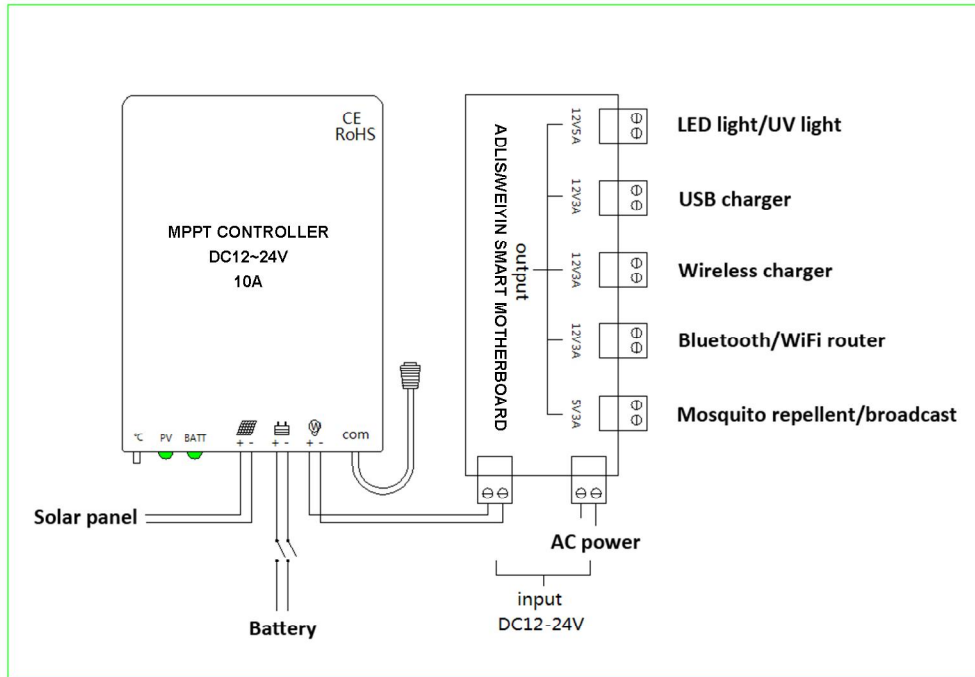 CE
RoHS
MPPT CONTROLLER
DC12~24V
10A
℃
PV
BATT
+ -
+ -
+ -
com
Solar panel
Battery
ADLIS/WEIYIN SMART MOTHERBOARD
output
12V5A
12V3A
12V3A
12V3A
5V3A
LED light/UV light
USB charger
Wireless charger
Bluetooth/WiFi router
Mosquito repellent/broadcast
AC power
input
DC12-24V